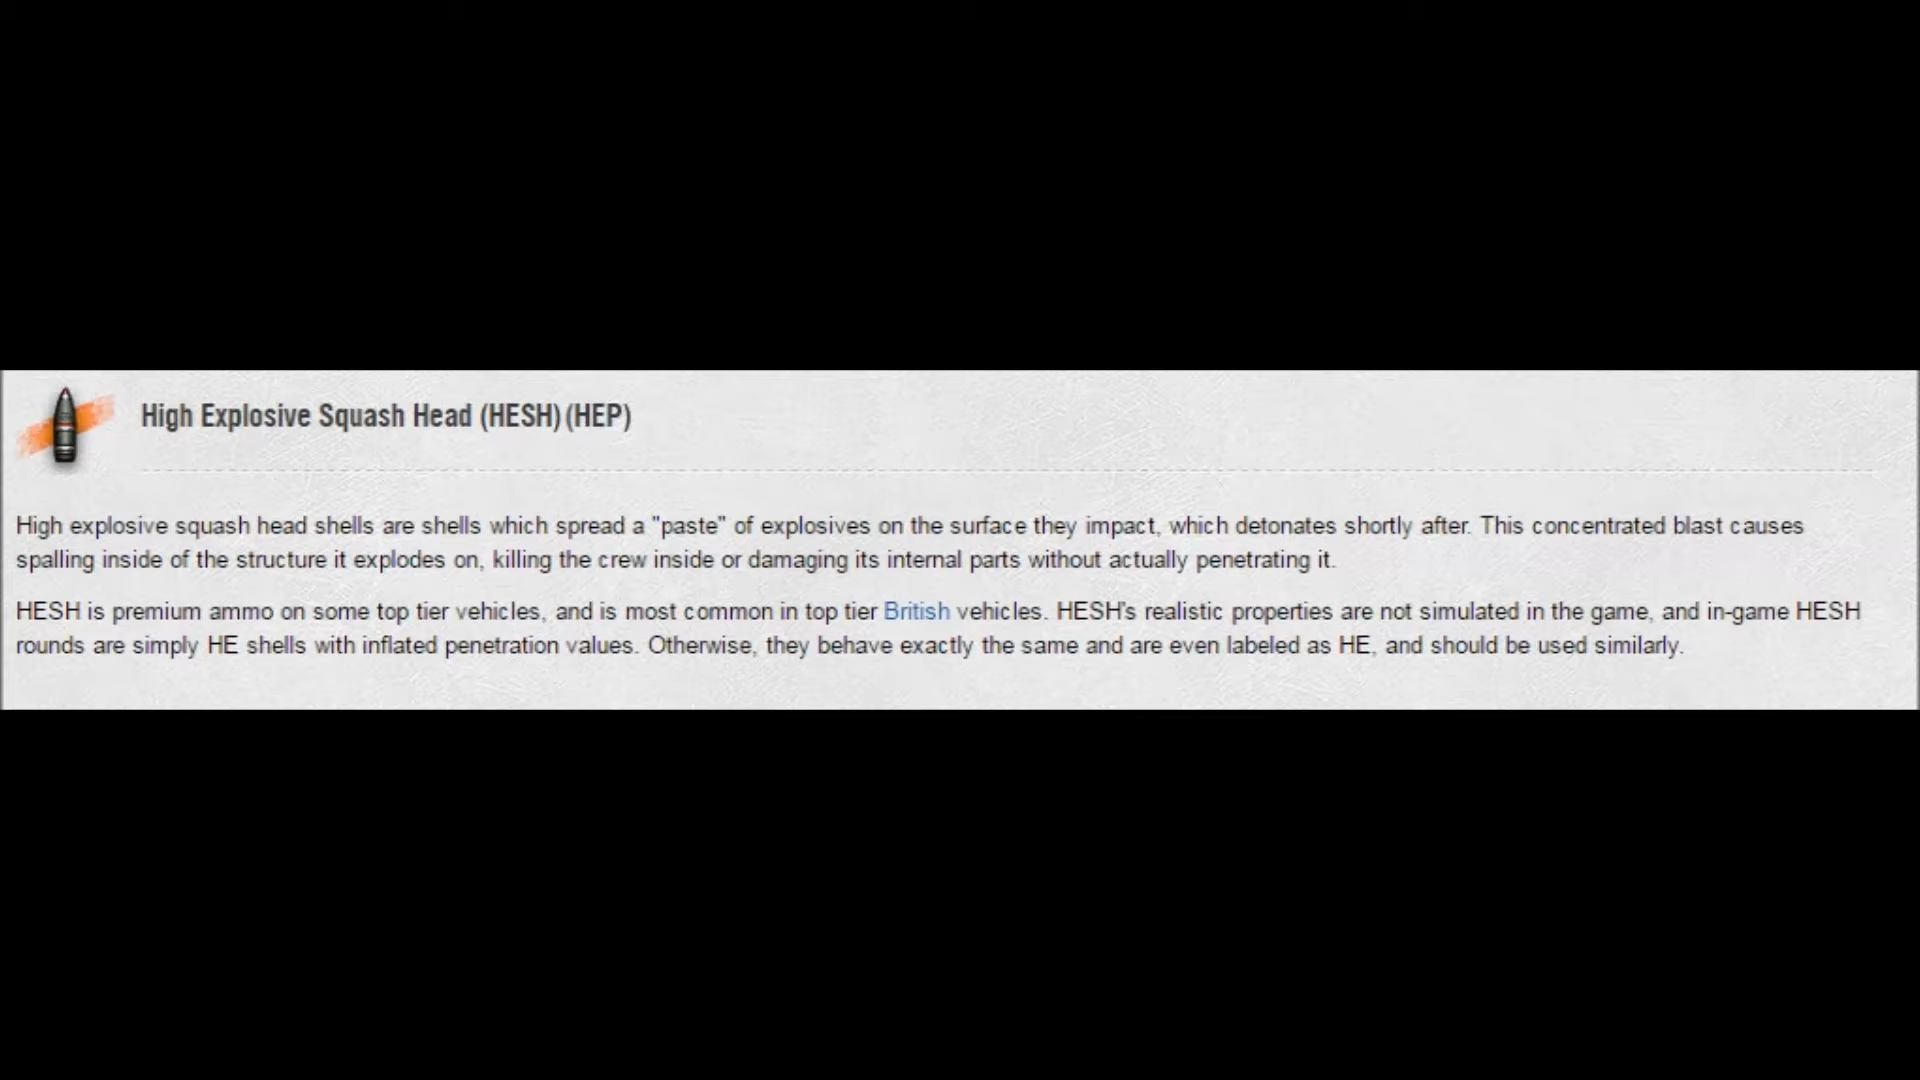 High Explosive Squash Head (HESH)(HEP)
High explosive squash head shells are shells which spread a "paste" of explosives on the surface they impact, which detonates shortly after. This concentrated blast causes
spalling inside of the structure it explodes on, killing the crew inside or damaging its internal parts without actually penetrating it.
HESH is premium ammo on some top tier vehicles, and is most common in top tier British vehicles. HESH's realistic properties are not simulated in the game, and in-game HESH
rounds are simply HE shells with inflated penetration values. Otherwise, they behave exactly the same and are even labeled as HE, and should be used similarly.